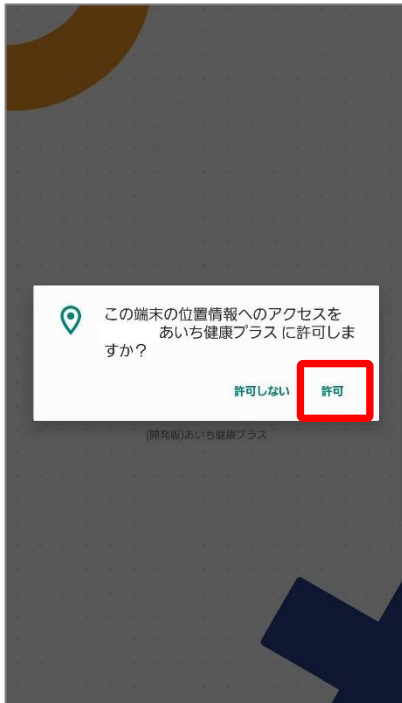 この端末の位置情報へのアクセスを
あいち健康プラス に許可しま
すか？
許可しない 許可
(開発版)あいち健康プラス